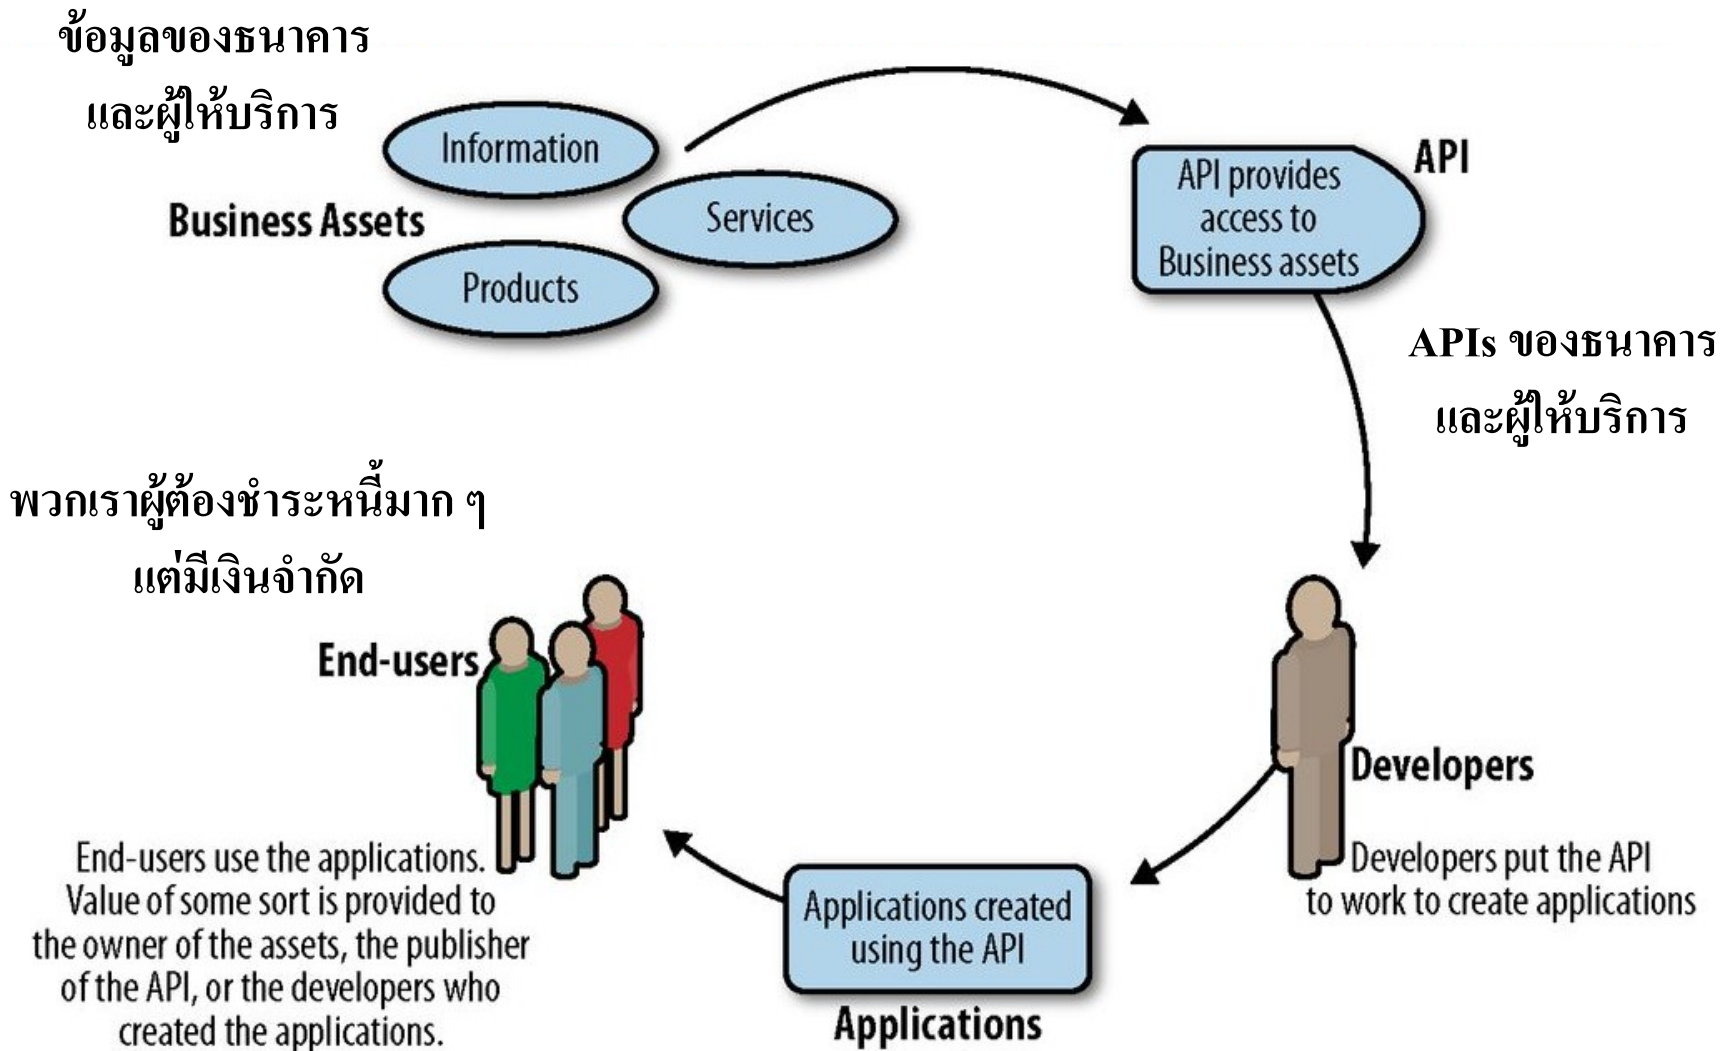 ข้อมูลของธนาคาร
และผู้ให้บริการ
Information
Business Assets
Services
Products
API
API provides
access to
Business assets
APIs ของธนาคาร
และผู้ให้บริการ
พวกเราผู้ต้องชำระหนี้มาก ๆ
แต่มีเงินจำกัด
End-users
End-users use the applications.
Value of some sort is provided to
the owner of the assets, the publisher
of the API, or the developers who
created the applications.
Developers
Developers put the API
to work to create applications
Applications created
using the API
Applications